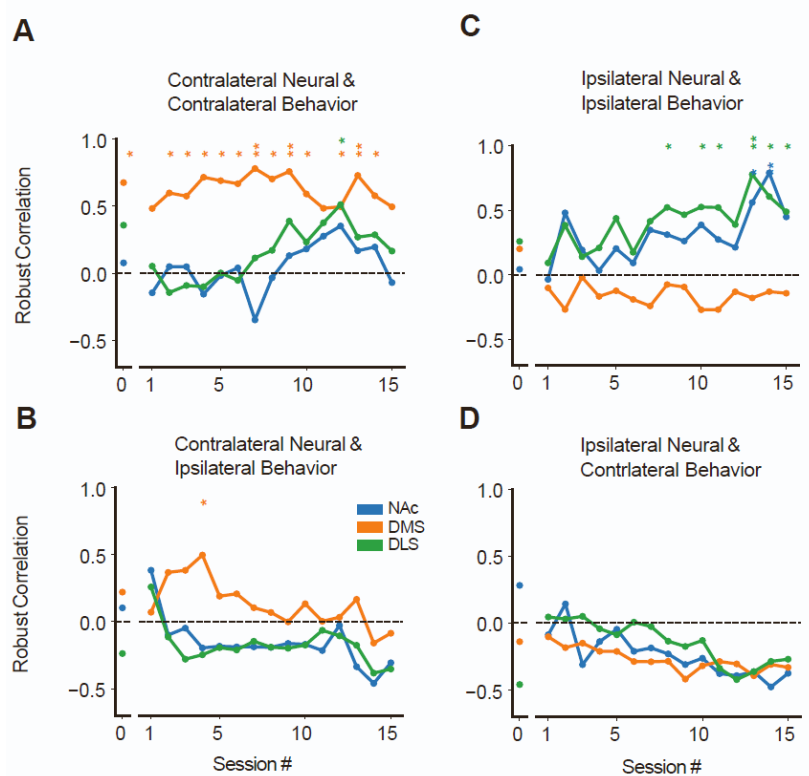 A
Contralateral Neural &
Contralateral Behavior
Robust Correlation
1.0
0.5
0.0
−0.5
0 1 5 10 15
* * * * * * ** * ** * * * ** *
B
Contralateral Neural &
Ipsilateral Behavior
Robust Correlation
1.0
0.5
0.0
−0.5
*
NAc
DMS
DLS
0 1 5 10 15
Session #
C
Ipsilateral Neural &
Ipsilateral Behavior
1.0
0.5
0.0
−0.5
* * * ** * *
* **
0 1 5 10 15
D
Ipsilateral Neural &
Contrlateral Behavior
1.0
0.5
0.0
−0.5
0 1 5 10 15
Session #